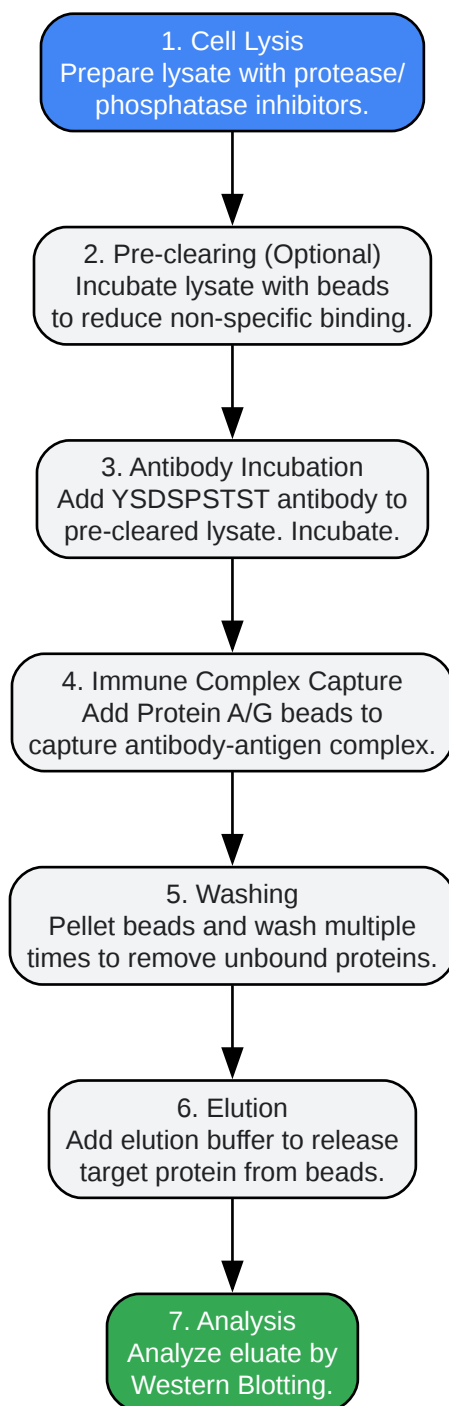 1. Cell Lysis
Prepare lysate with protease/
phosphatase inhibitors.
2. Pre-clearing (Optional)
Incubate lysate with beads
to reduce non-specific binding.
3. Antibody Incubation
Add YSDSPSTST antibody to
pre-cleared lysate. Incubate.
4. Immune Complex Capture
Add Protein A/G beads to
capture antibody-antigen complex.
5. Washing
Pellet beads and wash multiple
times to remove unbound proteins.
6. Elution
Add elution buffer to release
target protein from beads.
7. Analysis
Analyze eluate by
Western Blotting.